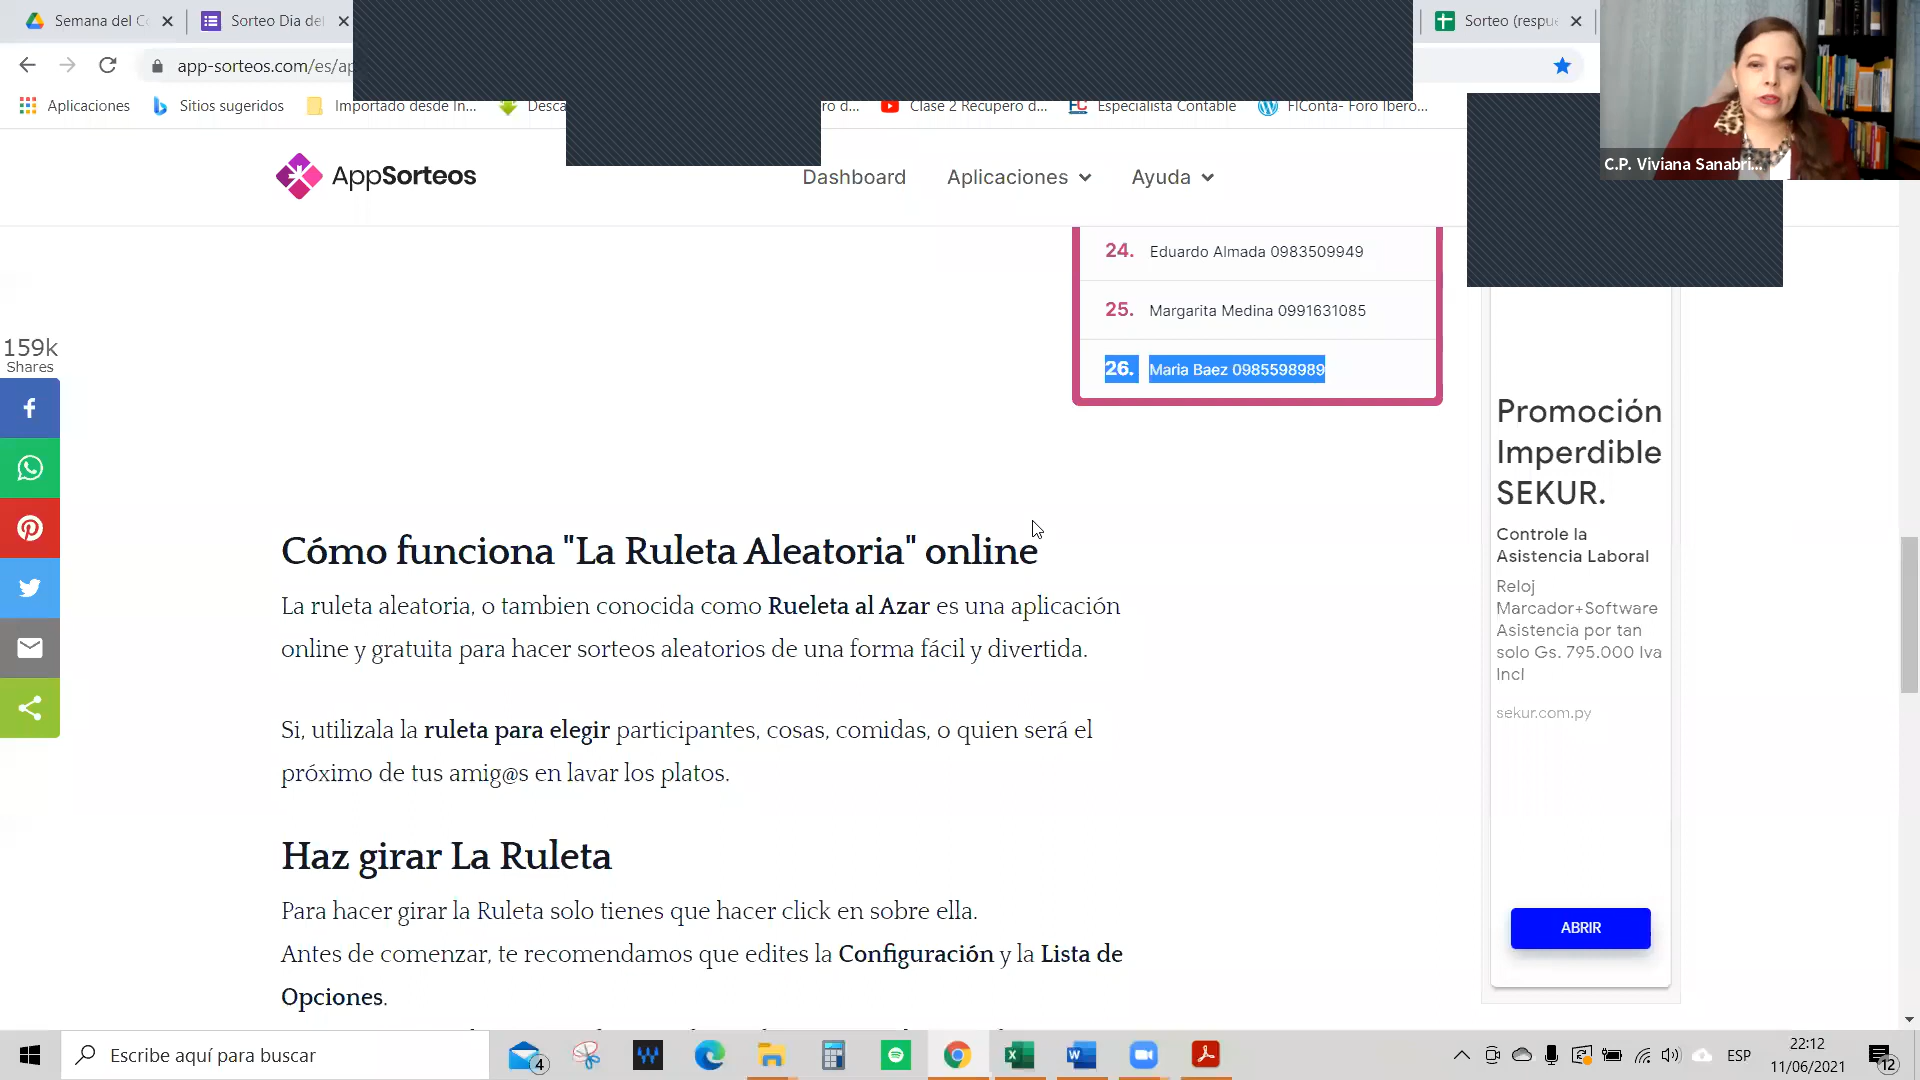 Semana del C
Sorteo Dia del
Sorteo (respu
app-sorteos.com/es/ap
Aplicaciones
Sitios sugeridos
Importado desde In...
Desca
ro d...
Clase 2 Recupero d...
Especialista Contable
FIConta- Foro Ibero...
C.P. Viviana Sanabri...
AppSorteos
Dashboard
Aplicaciones
Ayuda
24. Eduardo Almada 0983509949
25. Margarita Medina 0991631085
26. Maria Baez 0985598989
159k
Shares
Cómo funciona "La Ruleta Aleatoria" online
La ruleta aleatoria, o tambien conocida como Rueleta al Azar es una aplicación
online y gratuita para hacer sorteos aleatorios de una forma fácil y divertida.
Si, utilizala la ruleta para elegir participantes, cosas, comidas, o quien será el
próximo de tus amig@s en lavar los platos.
Haz girar La Ruleta
Para hacer girar la Ruleta solo tienes que hacer click en sobre ella.
Antes de comenzar, te recomendamos que edites la Configuración y la Lista de
Opciones.
Promoción
Imperdible
SEKUR.
Controle la
Asistencia Laboral
Reloj
Marcador+Software
Asistencia por tan
solo Gs. 795.000 Iva
Incl
sekur.com.py
ABRIR
Escribe aquí para buscar
4
ESP
22:12
11/06/2021
12